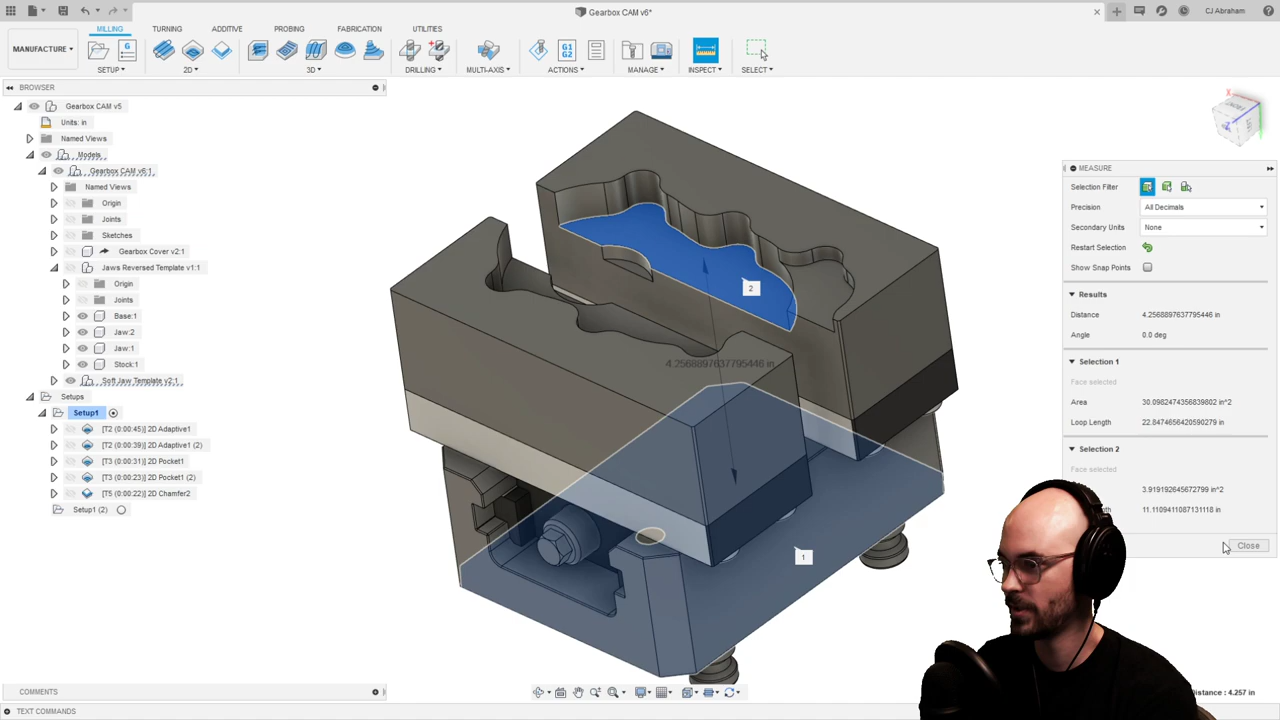 Gearbox CAM v6*
CJ Abraham
MANUFACTURE
MILLING TURNING ADDITIVE PROBING FABRICATION UTILITIES
G
G1
G2
SETUP 2D 3D DRILLING MULTI-AXIS ACTIONS MANAGE INSPECT SELECT
BROWSER
Gearbox CAM v5
Units: in
Named Views
Models
Gearbox CAM v6:1
Named Views
Origin
Joints
Sketches
Gearbox Cover v2:1
Jaws Reversed Template v1:1
Origin
Joints
Base:1
Jaw:2
Jaw:1
Stock:1
Soft Jaw Template v2:1
Setups
Setup1
[T2 (0:00:45)] 2D Adaptive1
[T2 (0:00:39)] 2D Adaptive1 (2)
[T3 (0:00:31)] 2D Pocket1
[T3 (0:00:23)] 2D Pocket1 (2)
[T5 (0:00:22)] 2D Chamfer2
Setup1 (2)
2
4.2568897637795446 in
1
MEASURE
Selection Filter
Precision All Decimals
Secondary Units None
Restart Selection
Show Snap Points
Results
Distance 4.2568897637795446 in
Angle 0.0 deg
Selection 1
Face selected
Area 30.0982474356839802 in^2
Loop Length 22.8474656420590279 in
Selection 2
Face selected
3.919192645672799 in^2
11.1109411087131118 in
Close
Distance : 4.257 in
COMMENTS
TEXT COMMANDS